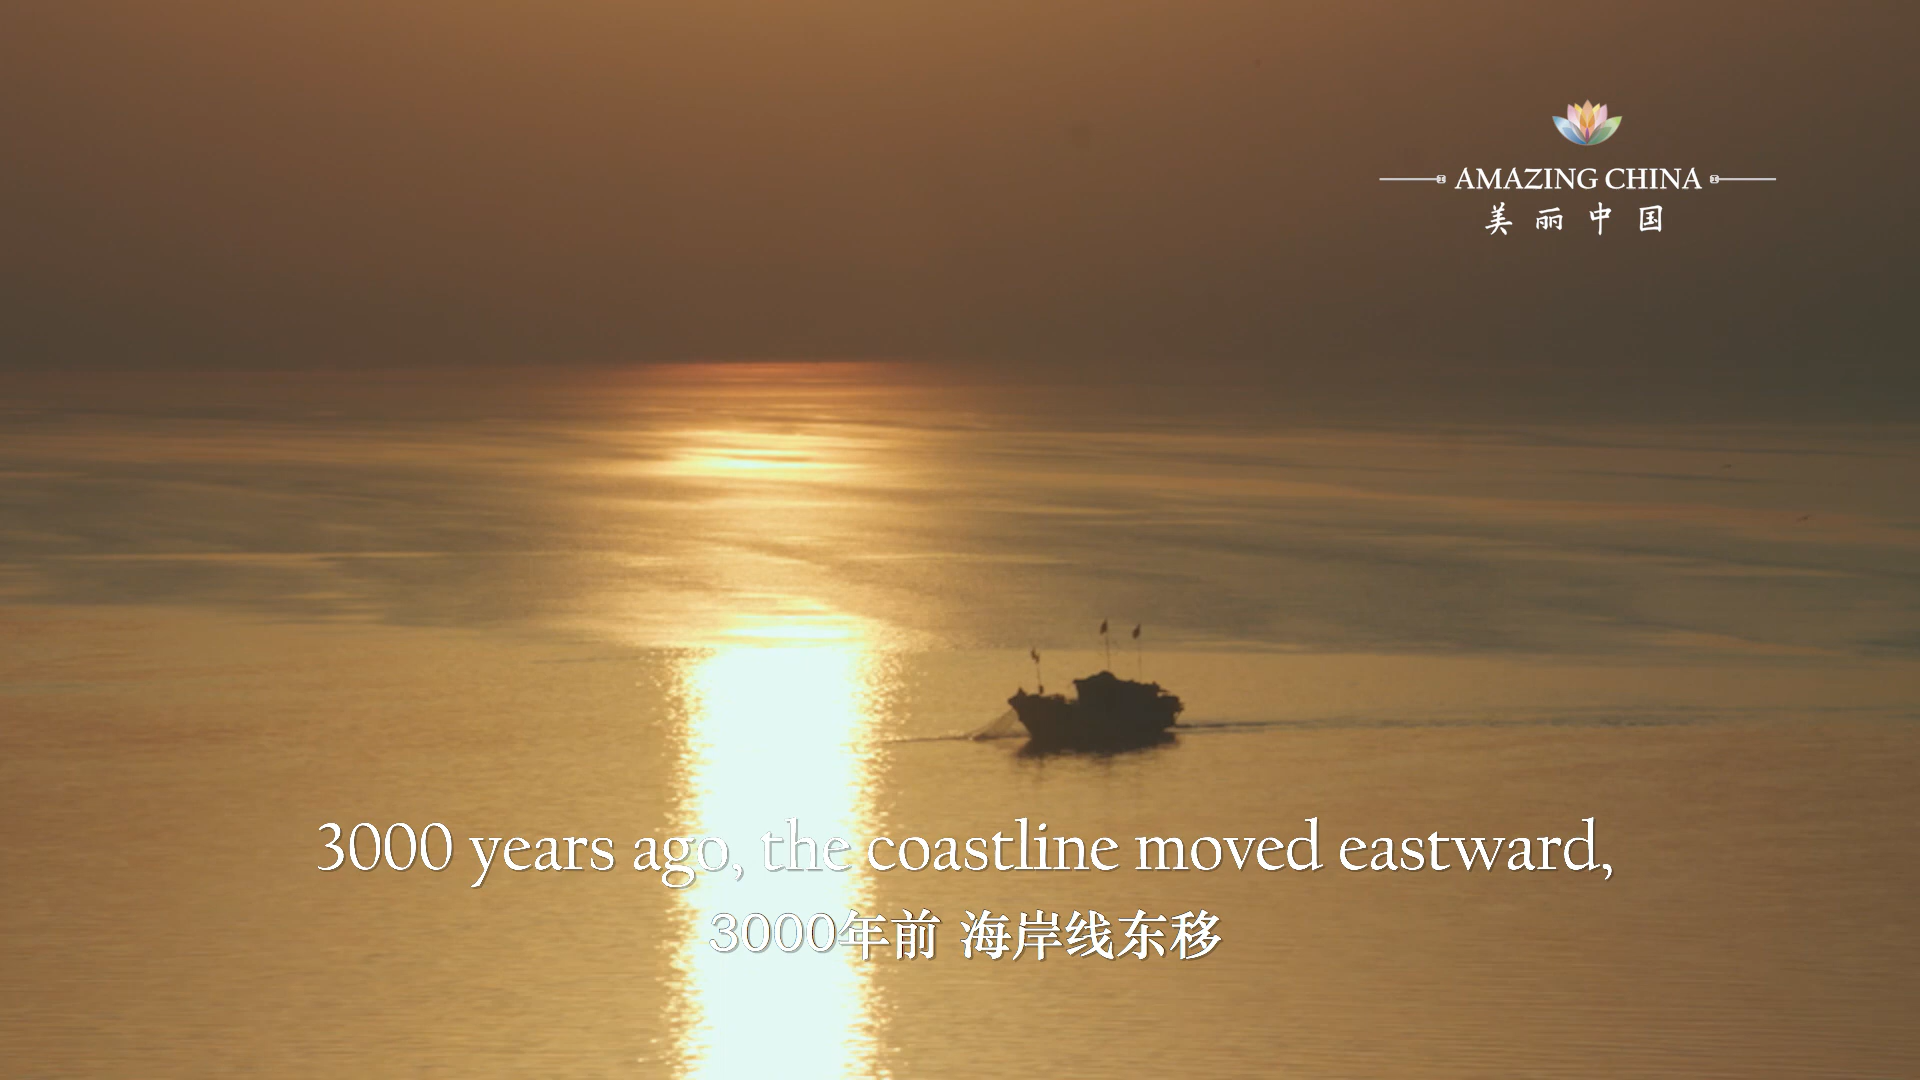 AMAZING CHINA
美丽中国
3000 years ago, the coastline moved eastward,
3000年前 海岸线东移